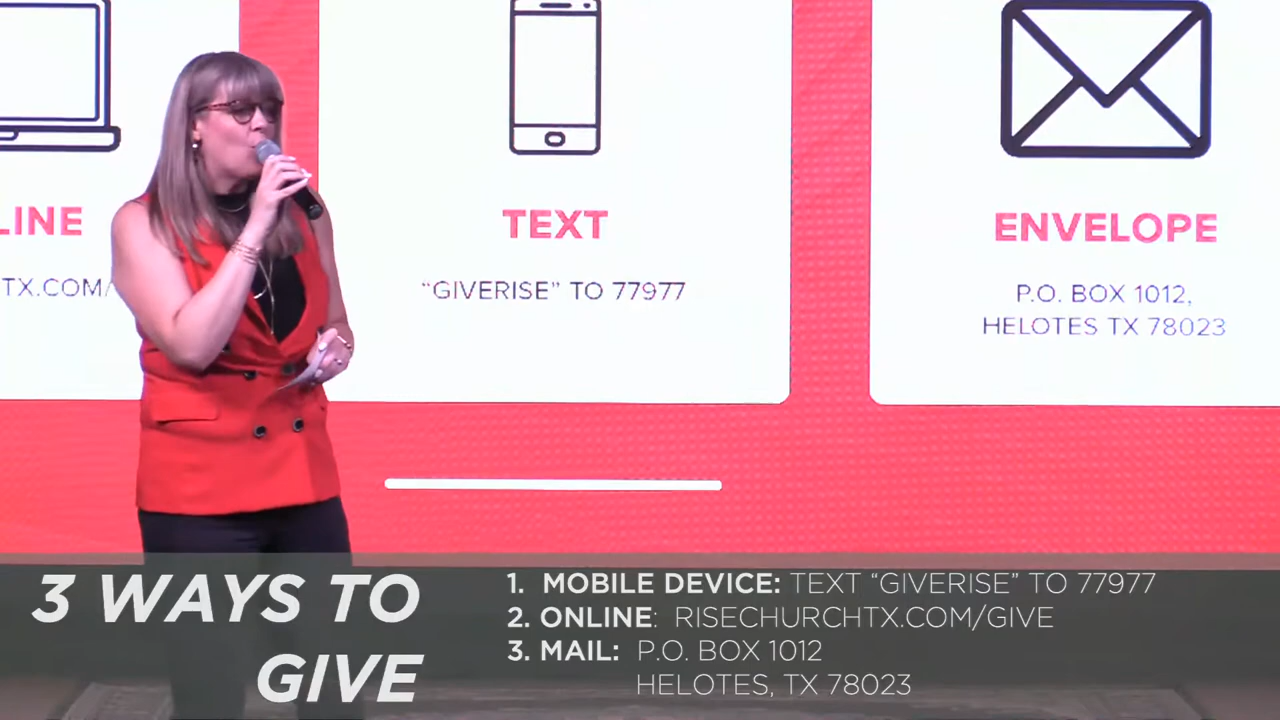 LINE
TX.COM/
TEXT
“GIVERISE” TO 77977
ENVELOPE
P.O. BOX 1012,
HELOTES TX 78023
3 WAYS TO
GIVE
1. MOBILE DEVICE: TEXT “GIVERISE” TO 77977
2. ONLINE: RISECHURCHTX.COM/GIVE
3. MAIL: P.O. BOX 1012
HELOTES, TX 78023